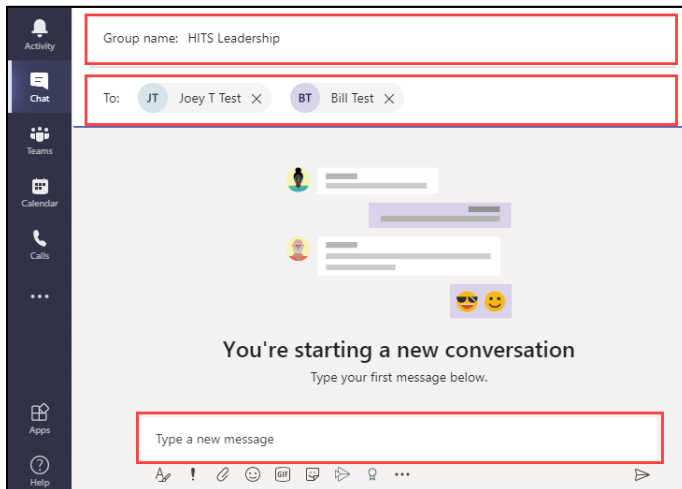 Activity
Chat
Teams
Calendar
Calls
Apps
Help
Group name: HITS Leadership
To: JT Joey T Test BT Bill Test
You're starting a new conversation
Type your first message below.
Type a new message
GIF